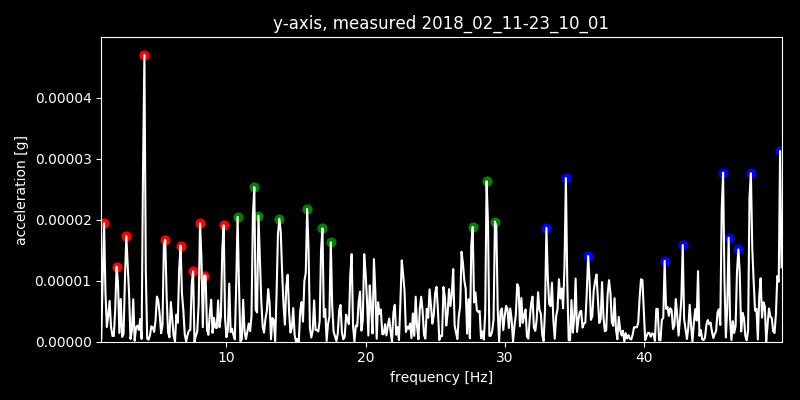 y-axis, measured 2018_02_11-23_10_01
acceleration [g]
0.00004
0.00003
0.00002
0.00001
0.00000
10 20 30 40
frequency [Hz]